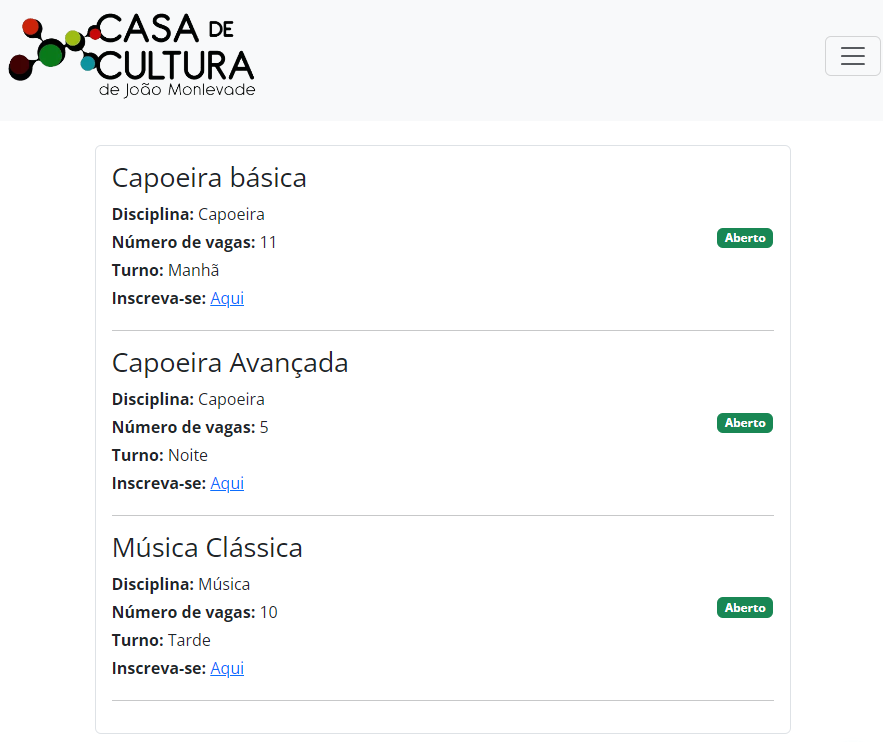 CASA DE
CULTURA
de João Monlevade
Capoeira básica
Disciplina: Capoeira
Número de vagas: 11
Aberto
Turno: Manhã
Inscreva-se: Aqui
Capoeira Avançada
Disciplina: Capoeira
Número de vagas: 5
Aberto
Turno: Noite
Inscreva-se: Aqui
Música Clássica
Disciplina: Música
Número de vagas: 10
Aberto
Turno: Tarde
Inscreva-se: Aqui